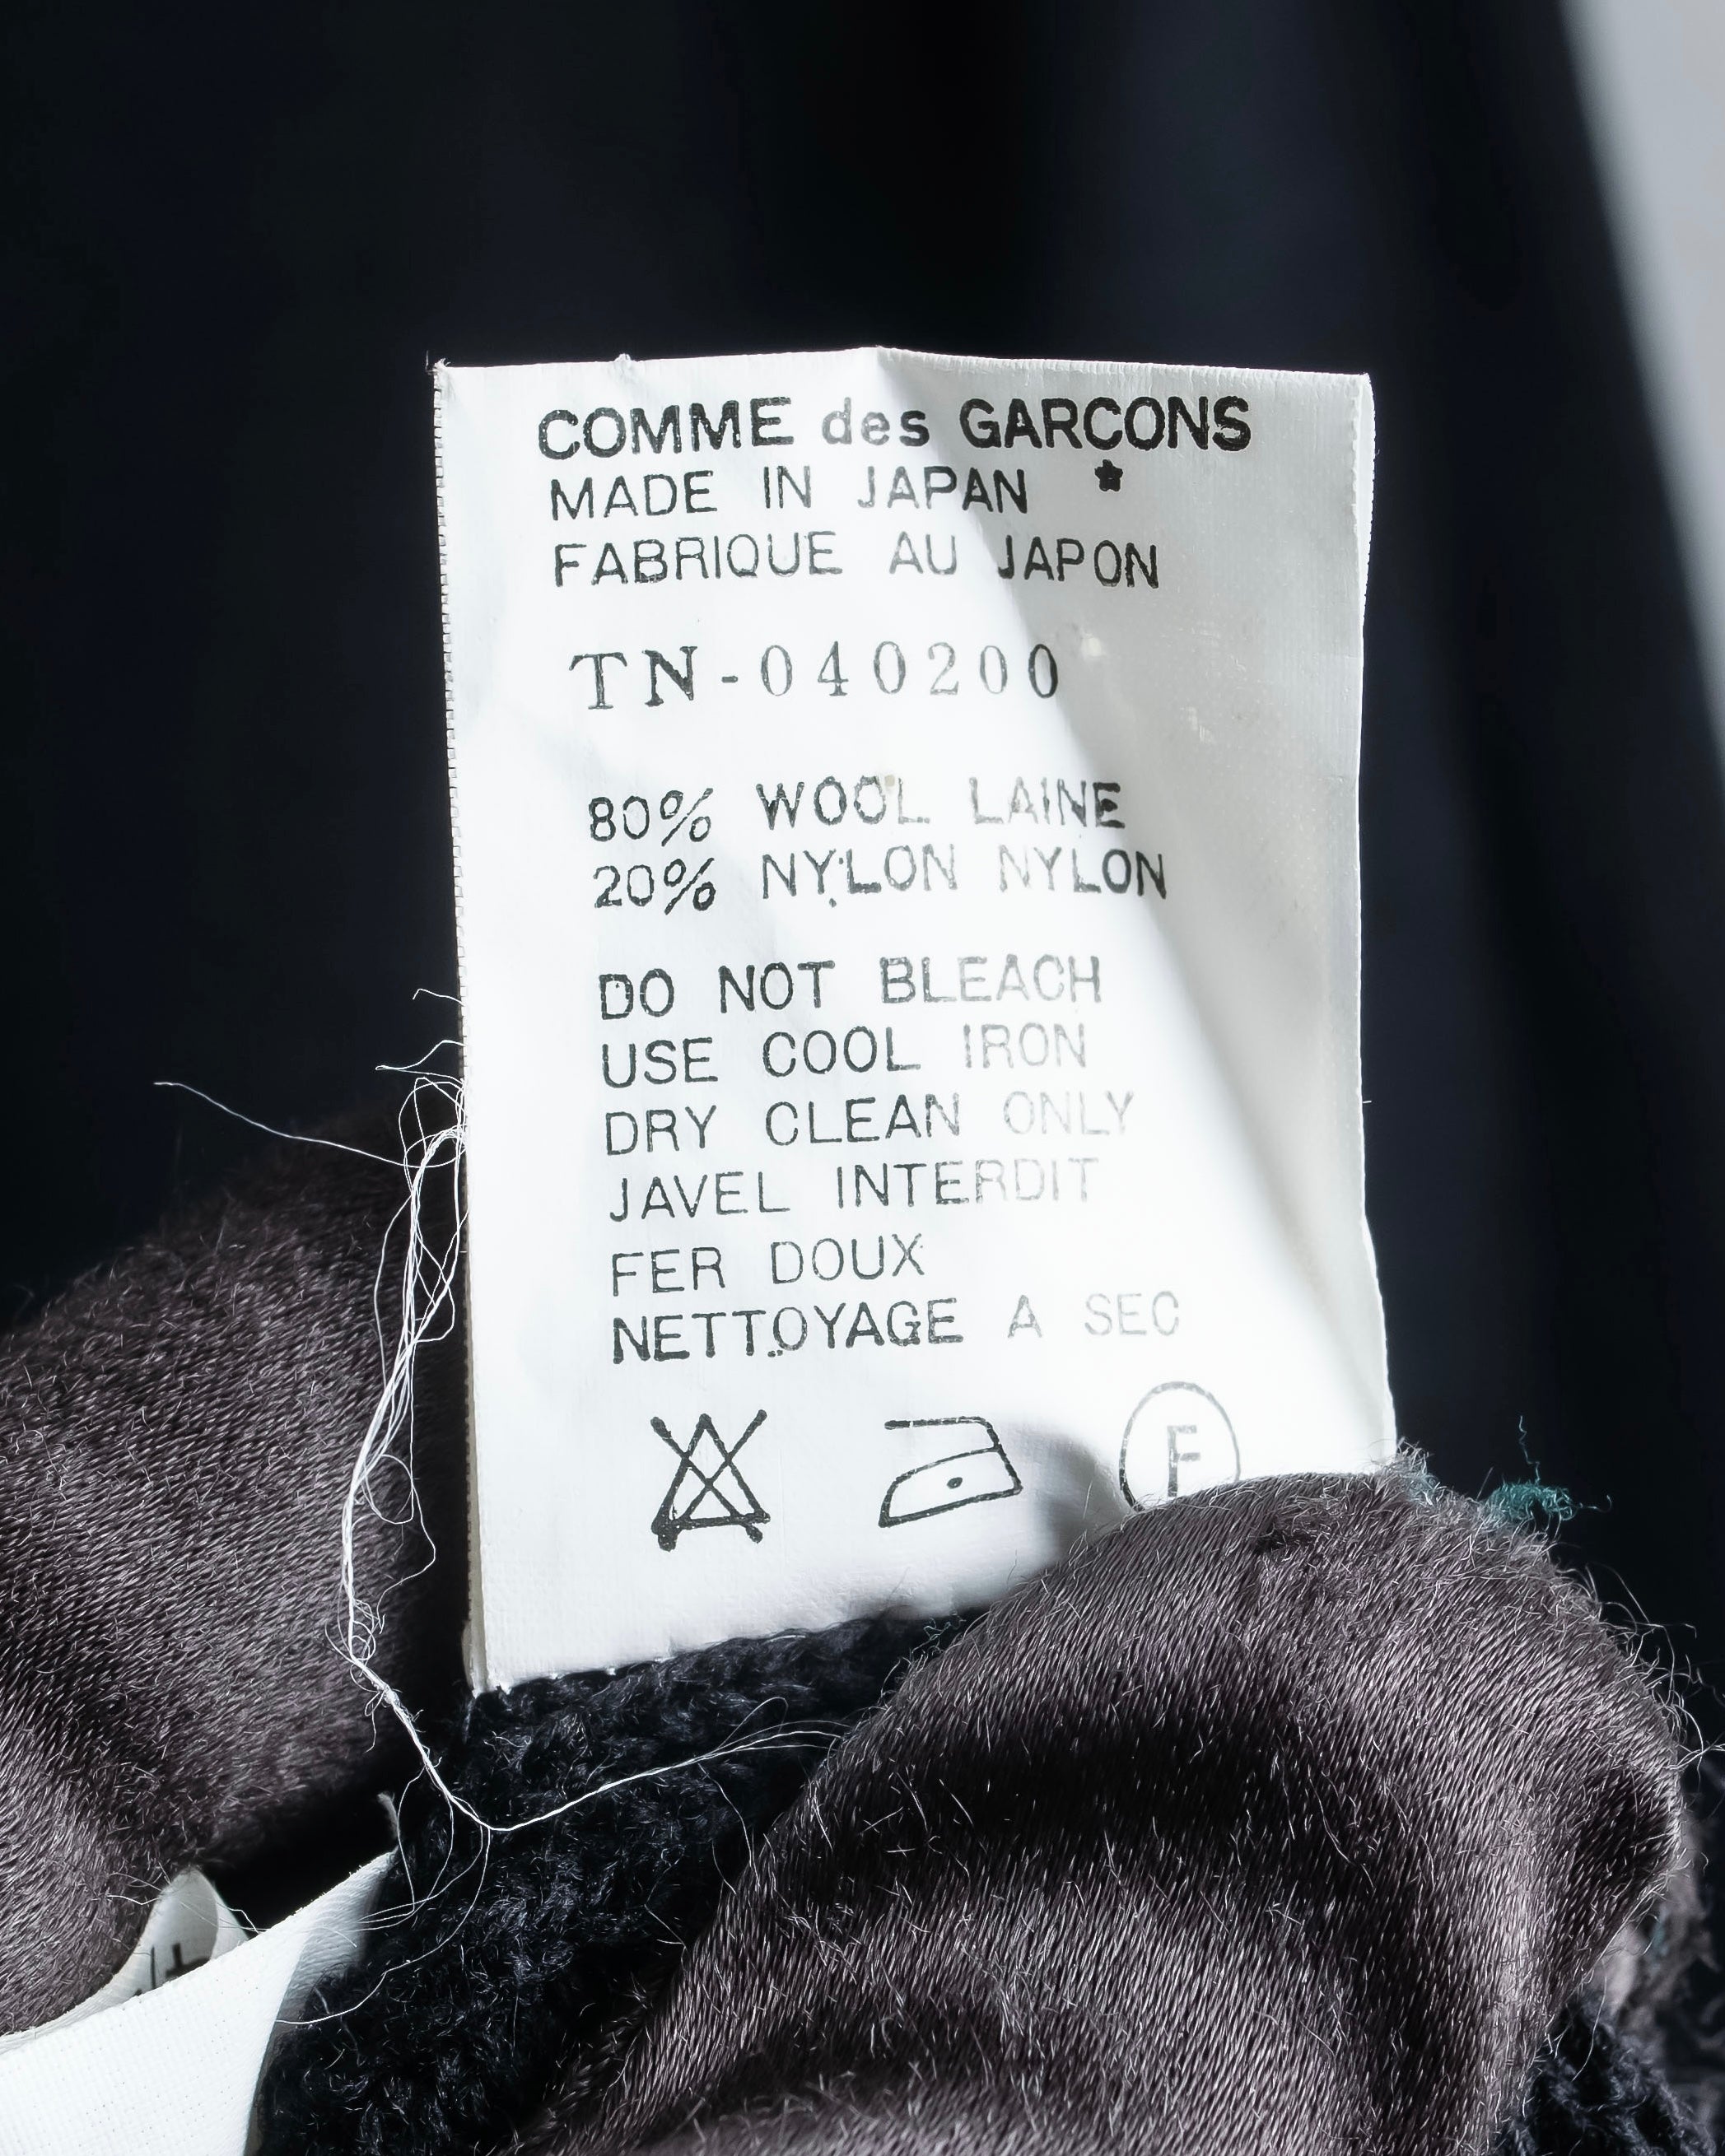 COMME des GARCONS
MADE IN JAPAN ★
FABRIQUE AU JAPON
TN-040200
80% WOOL LAINE
20% NYLON NYLON
DO NOT BLEACH
USE COOL IRON
DRY CLEAN ONLY
JAVEL INTERDIT
FER DOUX
NETTOYAGE A SEC
F